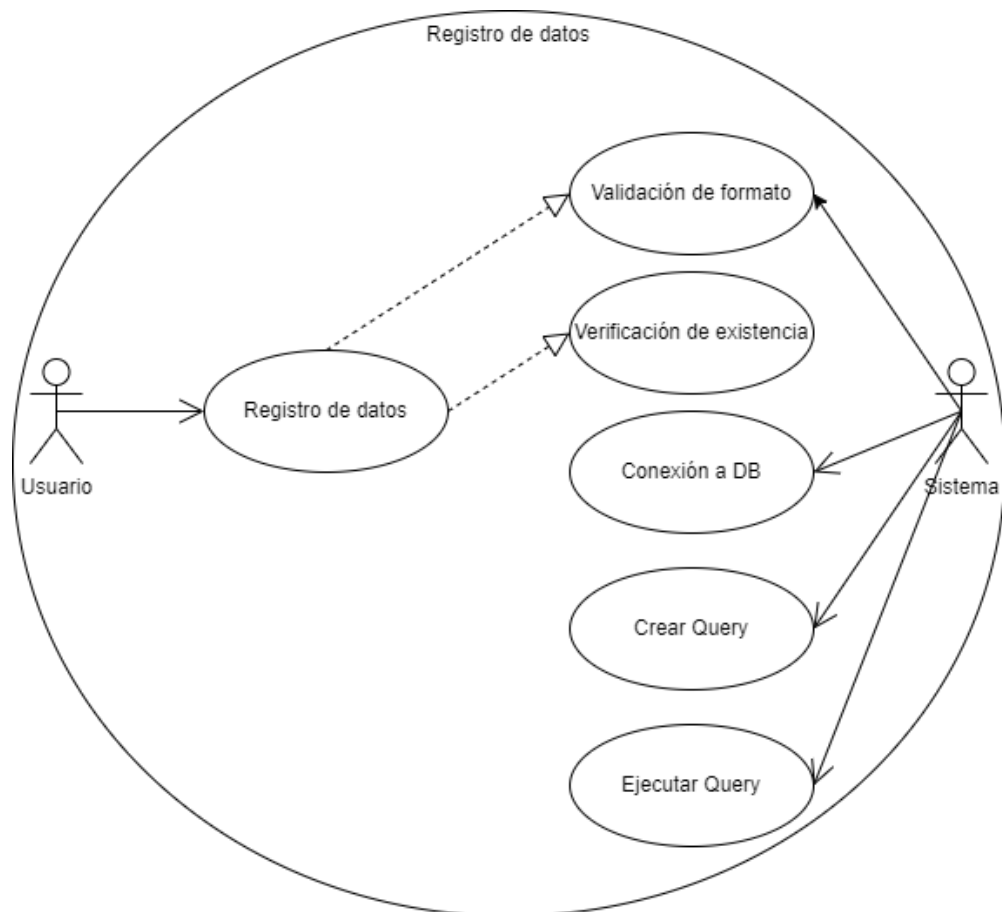 Registro de datos
Validación de formato
Verificación de existencia
Registro de datos
Usuario
Conexión a DB
Sistema
Crear Query
Ejecutar Query